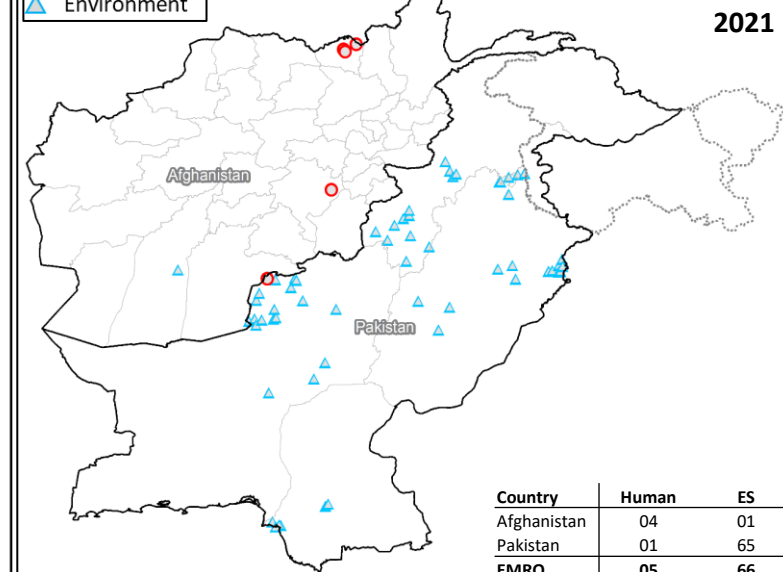 Environment
2021
Afghanistan
Pakistan
Country Human ES
Afghanistan 04 01
Pakistan 01 65
EMRO 05 66